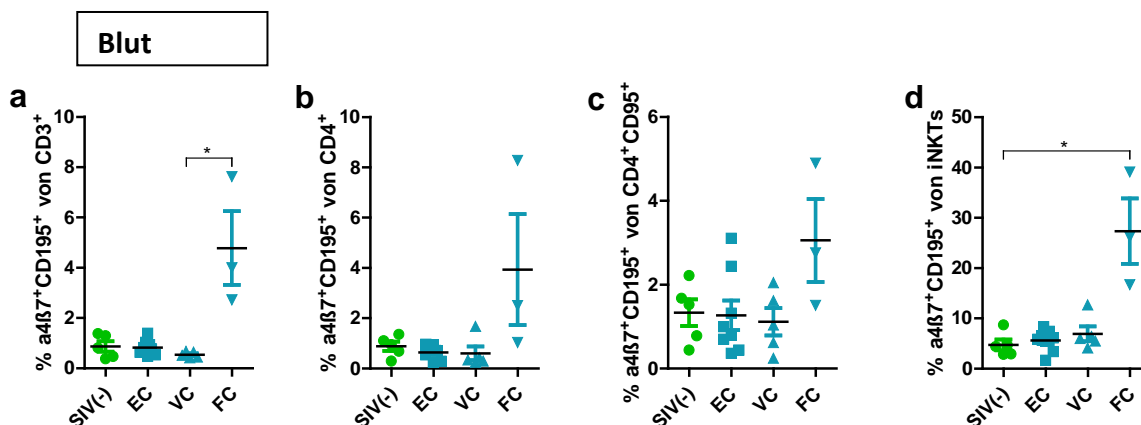 Blut
a
% a4ß7⁺CD195⁺ von CD3⁺
10
8
6
4
2
0
*
SIV(-)
EC
VC
FC
b
% a4ß7⁺CD195⁺ von CD4⁺
10
8
6
4
2
0
SIV(-)
EC
VC
FC
c
% a4ß7⁺CD195⁺ von CD4⁺CD95⁺
6
4
2
0
SIV(-)
EC
VC
FC
d
% a4ß7⁺CD195⁺ von iNKTs
50
40
30
20
10
0
*
SIV(-)
EC
VC
FC